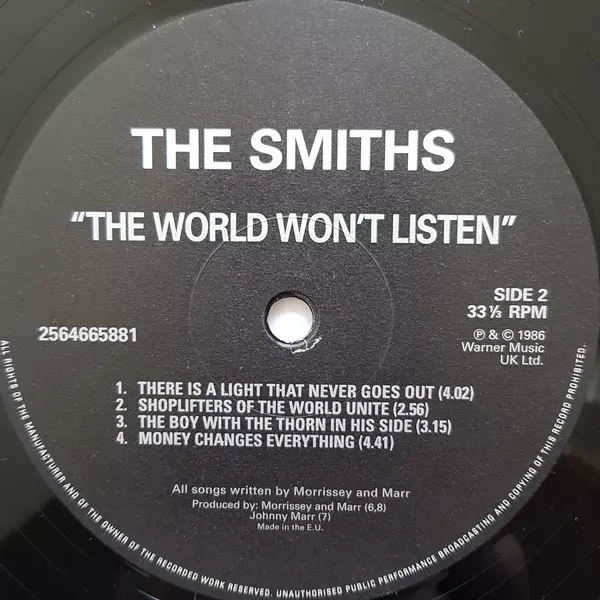 THE SMITHS
"THE WORLD WON'T LISTEN"
SIDE 2
33 ⅓ RPM
2564665881
℗ & © 1986
Warner Music
UK Ltd.
1. THERE IS A LIGHT THAT NEVER GOES OUT (4.02)
2. SHOPLIFTERS OF THE WORLD UNITE (2.56)
3. THE BOY WITH THE THORN IN HIS SIDE (3.15)
4. MONEY CHANGES EVERYTHING (4.41)
All songs written by Morrissey and Marr
Produced by: Morrissey and Marr (6,8)
Johnny Marr (7)
Made in the E.U.
ALL RIGHTS OF THE MANUFACTURER AND OF THE OWNER OF THE RECORDED WORK RESERVED. UNAUTHORISED PUBLIC PERFORMANCE BROADCASTING AND COPYING OF THIS RECORD PROHIBITED.